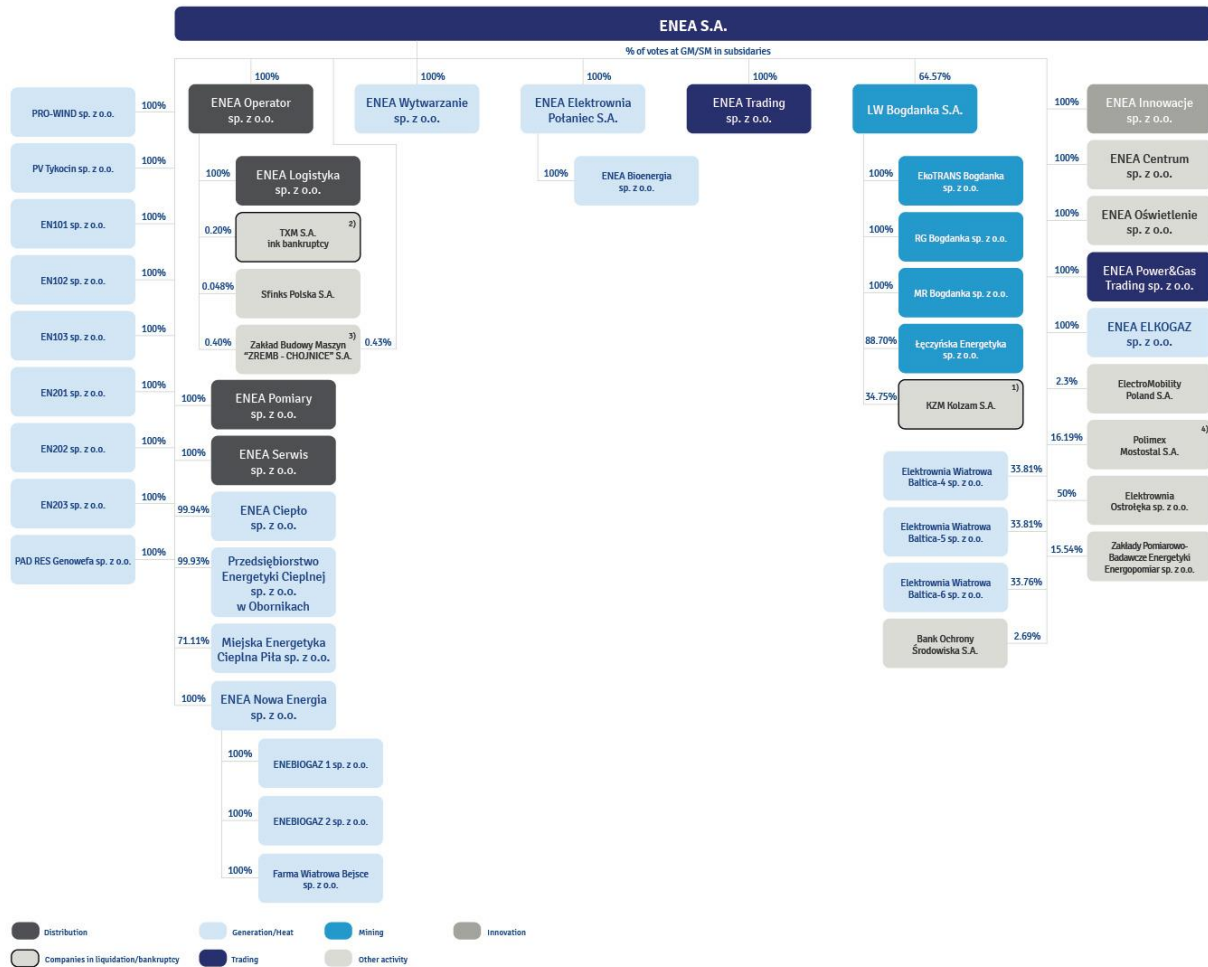 ENEA S.A.
% of votes at GM/SM in subsidaries
100%
100%
100%
100%
64.57%
PRO-WIND sp. z o.o.
100%
PV Tykocin sp. z o.o.
100%
EN101 sp. z o.o.
100%
EN102 sp. z o.o.
100%
EN103 sp. z o.o.
100%
EN201 sp. z o.o.
100%
EN202 sp. z o.o.
100%
EN203 sp. z o.o.
100%
PAD RES Genowefa sp. z o.o.
100%
ENEA Operator
sp. z o.o.
100%
ENEA Logistyka
sp. z o.o.
0.20%
TXM S.A.
ink bankruptcy
2)
0.048%
Sfinks Polska S.A.
0.40%
Zakład Budowy Maszyn
"ZREMB - CHOJNICE" S.A.
3)
0.43%
100%
ENEA Pomiary
sp. z o.o.
100%
ENEA Serwis
sp. z o.o.
99.94%
ENEA Ciepło
sp. z o.o.
99.93%
Przedsiębiorstwo
Energetyki Cieplnej
sp. z o.o.
w Obornikach
71.11%
Miejska Energetyka
Cieplna Piła sp. z o.o.
100%
ENEA Nowa Energia
sp. z o.o.
100%
ENEBIOGAZ 1 sp. z o.o.
100%
ENEBIOGAZ 2 sp. z o.o.
100%
Farma Wiatrowa Bejsce
sp. z o.o.
ENEA Wytwarzanie
sp. z o.o.
ENEA Elektrownia
Połaniec S.A.
100%
ENEA Bioenergia
sp. z o.o.
ENEA Trading
sp. z o.o.
LW Bogdanka S.A.
100%
EkoTRANS Bogdanka
sp. z o.o.
100%
RG Bogdanka sp. z o.o.
100%
MR Bogdanka sp. z o.o.
88.70%
Łęczyńska Energetyka
sp. z o.o.
34.75%
KZM Kolzam S.A.
1)
Elektrownia Wiatrowa
Baltica-4 sp. z o.o.
33.81%
Elektrownia Wiatrowa
Baltica-5 sp. z o.o.
33.81%
Elektrownia Wiatrowa
Baltica-6 sp. z o.o.
33.76%
Bank Ochrony
Środowiska S.A.
2.69%
100%
ENEA Innowacje
sp. z o.o.
100%
ENEA Centrum
sp. z o.o.
100%
ENEA Oświetlenie
sp. z o.o.
100%
ENEA Power&Gas
Trading sp. z o.o.
100%
ENEA ELKOGAZ
sp. z o.o.
2.3%
ElectroMobility
Poland S.A.
16.19%
Polimex
Mostostal S.A.
4)
50%
Elektrownia
Ostrołęka sp. z o.o.
15.54%
Zakłady Pomiarowo-
Badawcze Energetyki
Energopomiar sp. z o.o.
Distribution
Generation/Heat
Mining
Innovation
Companies in liquidation/bankruptcy
Trading
Other activity